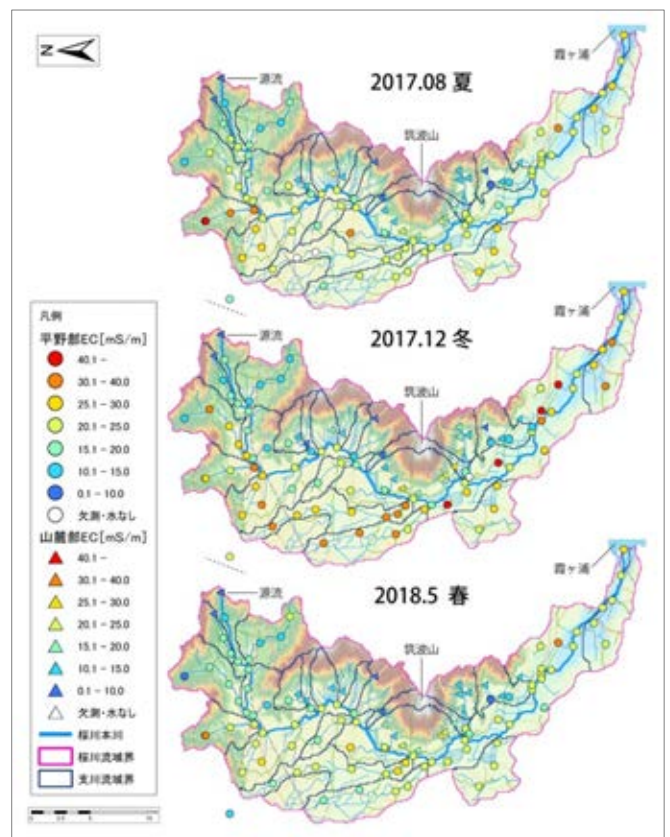 N
2017.08 夏
源流
筑波山
霞ヶ浦
2017.12 冬
源流
筑波山
霞ヶ浦
2018.5 春
源流
筑波山
霞ヶ浦
凡例
平野部EC[mS/m]
40.1 -
30.1 - 40.0
25.1 - 30.0
20.1 - 25.0
15.1 - 20.0
10.1 - 15.0
0.1 - 10.0
欠測・水なし
山麓部EC[mS/m]
40.1 -
30.1 - 40.0
25.1 - 30.0
20.1 - 25.0
15.1 - 20.0
10.1 - 15.0
0.1 - 10.0
欠測・水なし
桜川本川
桜川流域界
支川流域界